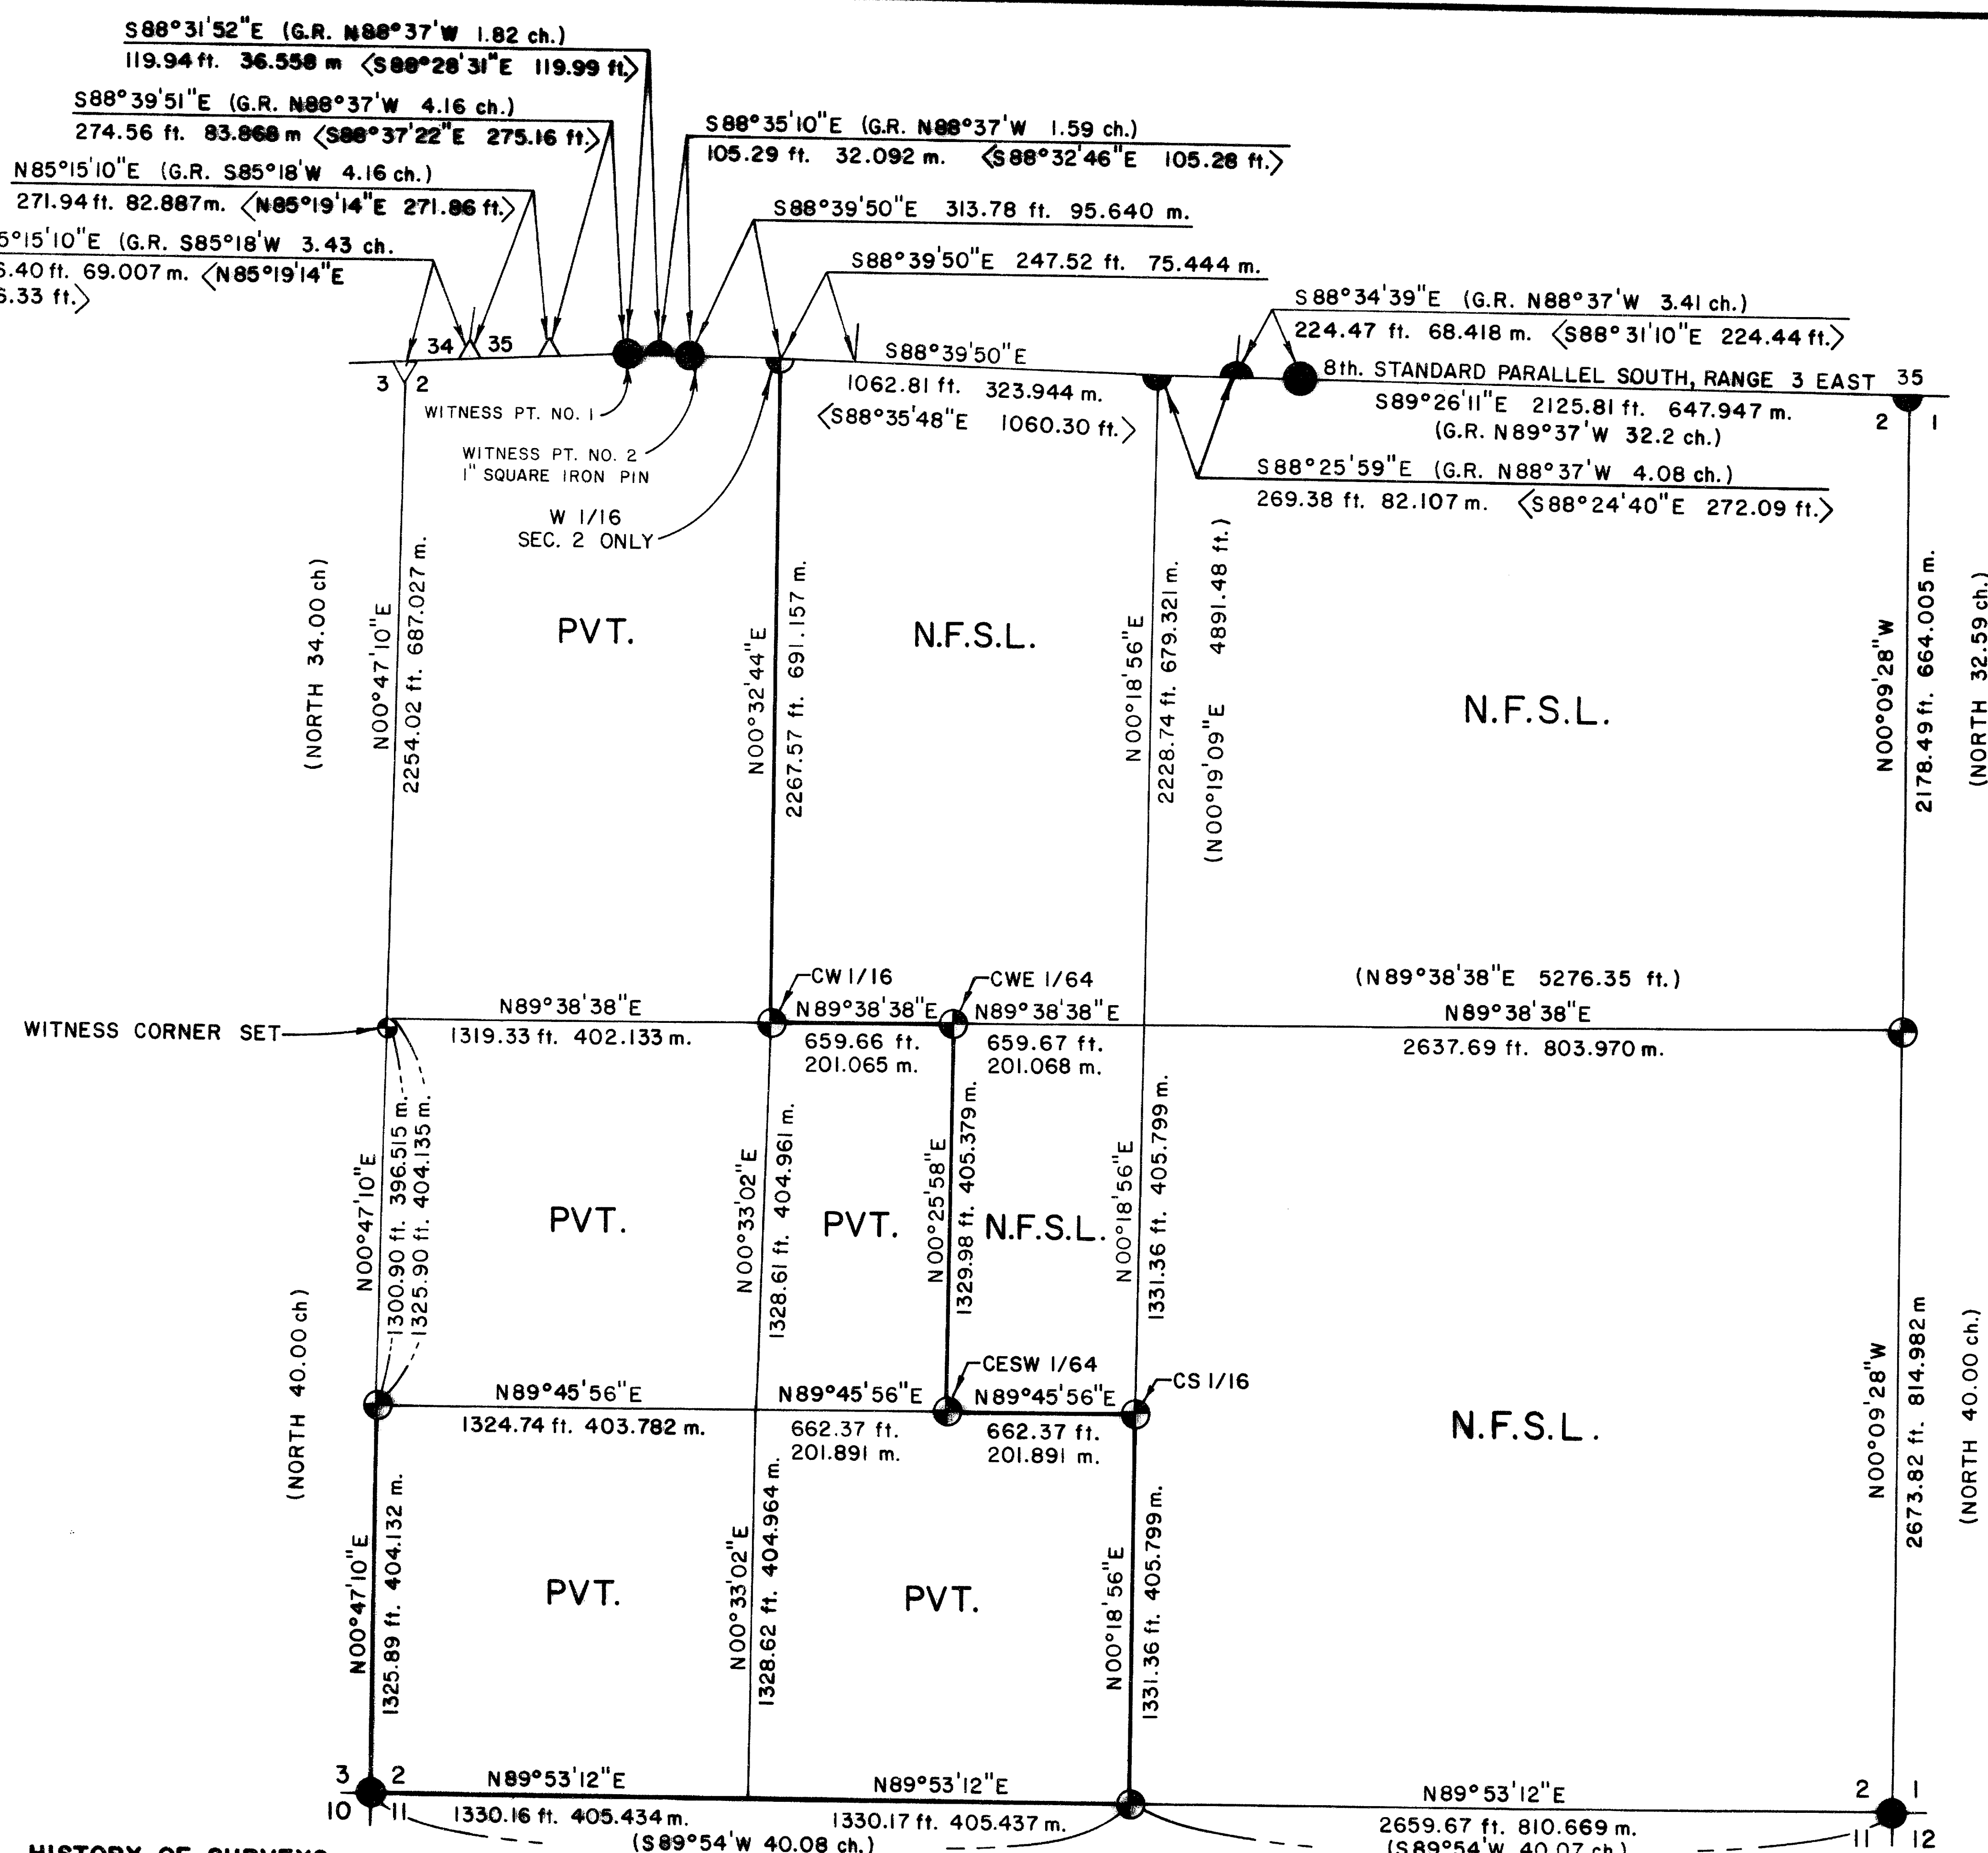 S88°31'52"E (G.R. N88°37'W 1.82 ch.)
119.94 ft. 36.558 m <S88°28'31"E 119.99 ft.>
S88°39'51"E (G.R. N88°37'W 4.16 ch.)
274.56 ft. 83.868 m <S88°37'22"E 275.16 ft.>
N85°15'10"E (G.R. S85°18'W 4.16 ch.)
271.94 ft. 82.887 m. <N85°19'14"E 271.86 ft.>
5°15'10"E (G.R. S85°18'W 3.43 ch.
6.40 ft. 69.007 m. <N85°19'14"E
6.33 ft.>
S88°35'10"E (G.R. N88°37'W 1.59 ch.)
105.29 ft. 32.092 m. <S88°32'46"E 105.28 ft.>
S88°39'50"E 313.78 ft. 95.640 m.
S88°39'50"E 247.52 ft. 75.444 m.
S88°34'39"E (G.R. N88°37'W 3.41 ch.)
224.47 ft. 68.418 m. <S88°31'10"E 224.44 ft.>
34 35
3 2
S88°39'50"E
1062.81 ft. 323.944 m.
<S88°35'48"E 1060.30 ft.>
8th. STANDARD PARALLEL SOUTH, RANGE 3 EAST 35
S89°26'11"E 2125.81 ft. 647.947 m.
(G.R. N89°37'W 32.2 ch.)
2 1
S88°25'59"E (G.R. N88°37'W 4.08 ch.)
269.38 ft. 82.107 m. <S88°24'40"E 272.09 ft.>
WITNESS PT. NO. 1
WITNESS PT. NO. 2
1" SQUARE IRON PIN
W 1/16
SEC. 2 ONLY
(NORTH 34.00 ch)
N00°47'10"E
2254.02 ft. 687.027 m.
PVT.
N00°32'44"E
2267.57 ft. 691.157 m.
N.F.S.L.
N00°18'56"E
2228.74 ft. 679.321 m.
(N00°19'09"E 4891.48 ft.)
N.F.S.L.
N00°09'28"W
2178.49 ft. 664.005 m.
(NORTH 32.59 ch.)
WITNESS CORNER SET
N89°38'38"E
1319.33 ft. 402.133 m.
CW 1/16
N89°38'38"E
659.66 ft.
201.065 m.
CWE 1/64
N89°38'38"E
659.67 ft.
201.068 m.
(N89°38'38"E 5276.35 ft.)
N89°38'38"E
2637.69 ft. 803.970 m.
N00°47'10"E
1300.90 ft. 396.515 m.
1325.90 ft. 404.135 m.
PVT.
N00°33'02"E
1328.61 ft. 404.961 m.
PVT.
N00°25'58"E
1329.98 ft. 405.379 m.
N.F.S.L.
N00°18'56"E
1331.36 ft. 405.799 m.
(NORTH 40.00 ch)
N89°45'56"E
1324.74 ft. 403.782 m.
N89°45'56"E
662.37 ft.
201.891 m.
CESW 1/64
N89°45'56"E
662.37 ft.
201.891 m.
CS 1/16
N.F.S.L.
N00°09'28"W
2673.82 ft. 814.982 m
(NORTH 40.00 ch.)
N00°47'10"E
1325.89 ft. 404.132 m.
PVT.
N00°33'02"E
1328.62 ft. 404.964 m.
PVT.
N00°18'56"E
1331.36 ft. 405.799 m.
3 2
10 11
N89°53'12"E
1330.16 ft. 405.434 m.
N89°53'12"E
1330.17 ft. 405.437 m.
(S89°54'W 40.08 ch.)
N89°53'12"E
2659.67 ft. 810.669 m.
(S89°54'W 40.07 ch.)
2 1
11 12
HISTORY OF SURVEYS